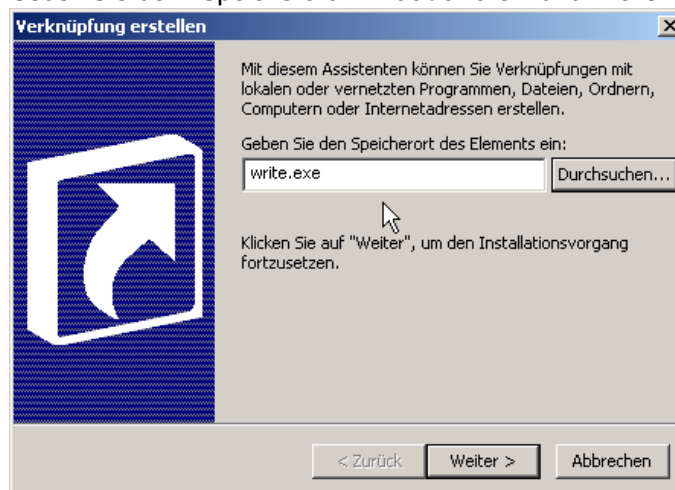 Verknüpfung erstellen
Mit diesem Assistenten können Sie Verknüpfungen mit
lokalen oder vernetzten Programmen, Dateien, Ordnern,
Computern oder Internetadressen erstellen.
Geben Sie den Speicherort des Elements ein:
write.exe
Durchsuchen...
Klicken Sie auf "Weiter", um den Installationsvorgang
fortzusetzen.
< Zurück
Weiter >
Abbrechen